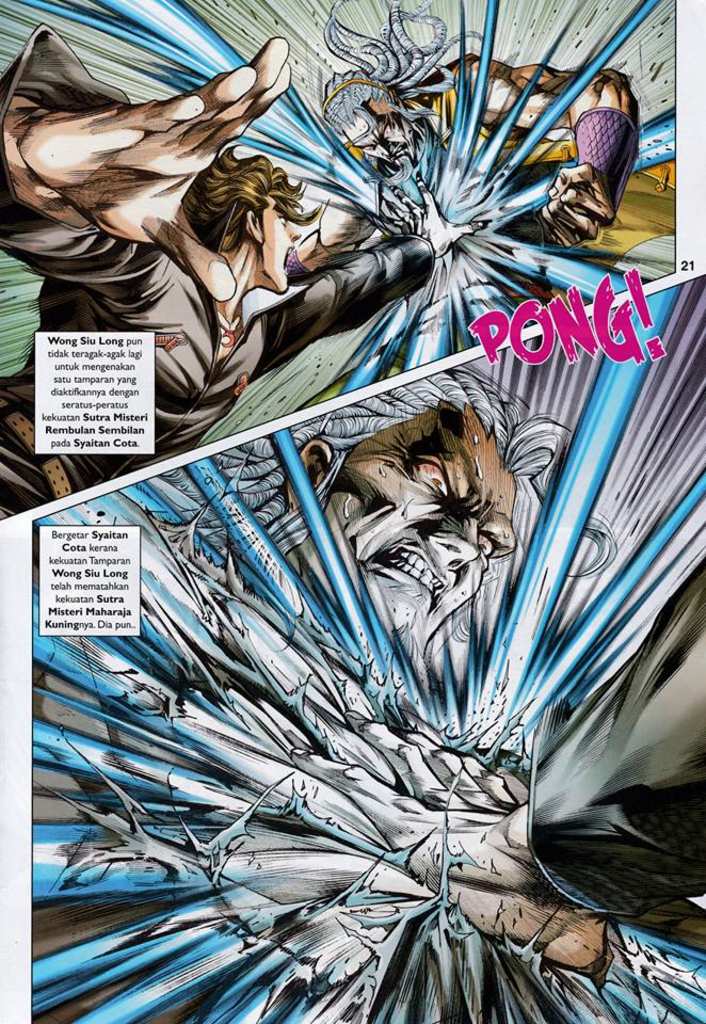 21
Wong Siu Long pun
tidak teragak-agak lagi
untuk mengenakan
satu tamparan yang
diaktifkannya dengan
seratus-peratus
kekuatan Sutra Misteri
Rembulan Sembilan
pada Syaitan Cota.
PONG!
Bergetar Syaitan
Cota kerana
kekuatan Tamparan
Wong Siu Long
telah mematahkan
kekuatan Sutra
Misteri Maharaja
Kuningnya. Dia pun..